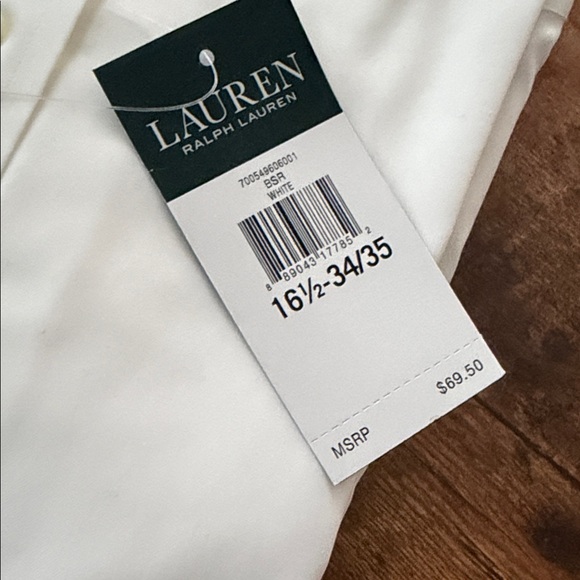 LAUREN
RALPH LAUREN
700549606001
BSR
WHITE
8 89043 17785 2
16½-34/35
MSRP $69.50